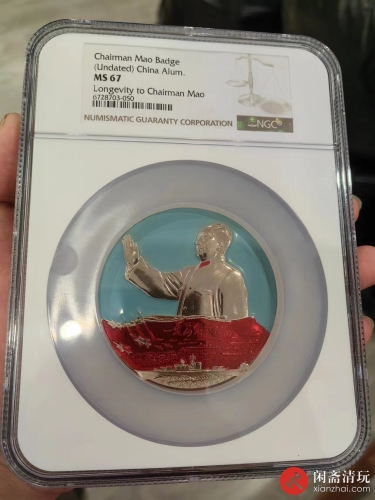 Chairman Mao Badge
(Undated) China Alum.
MS 67
Longevity to Chairman Mao
6728703-050
NUMISMATIC GUARANTY CORPORATION
NGC
闲斋清玩
xianzhai.com